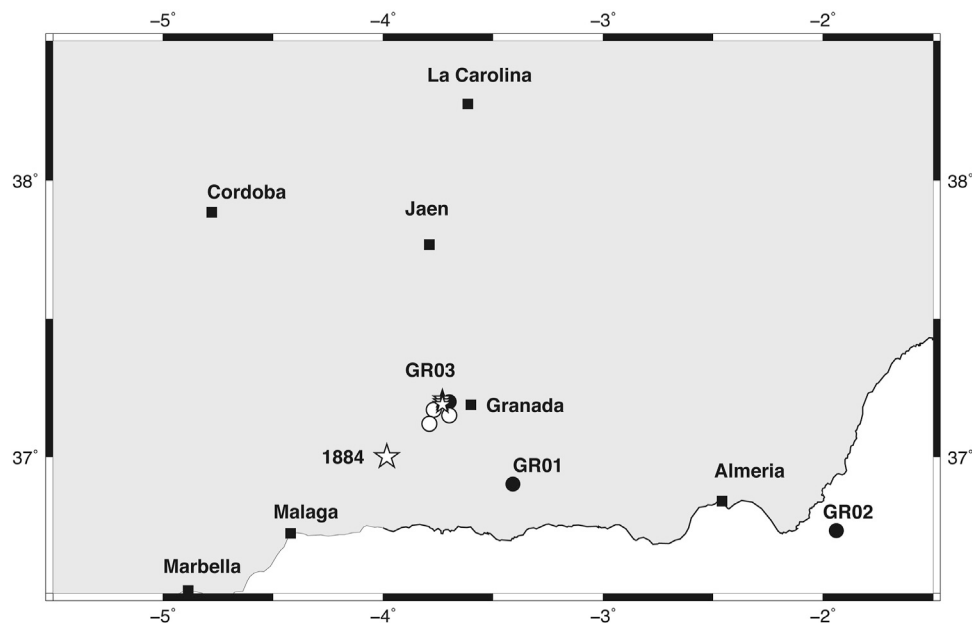 −5° −4° −3° −2°
La Carolina
38° 38°
Cordoba
Jaen
GR03
Granada
37° 1884 37°
GR01
Almeria
Malaga GR02
Marbella
−5° −4° −3° −2°